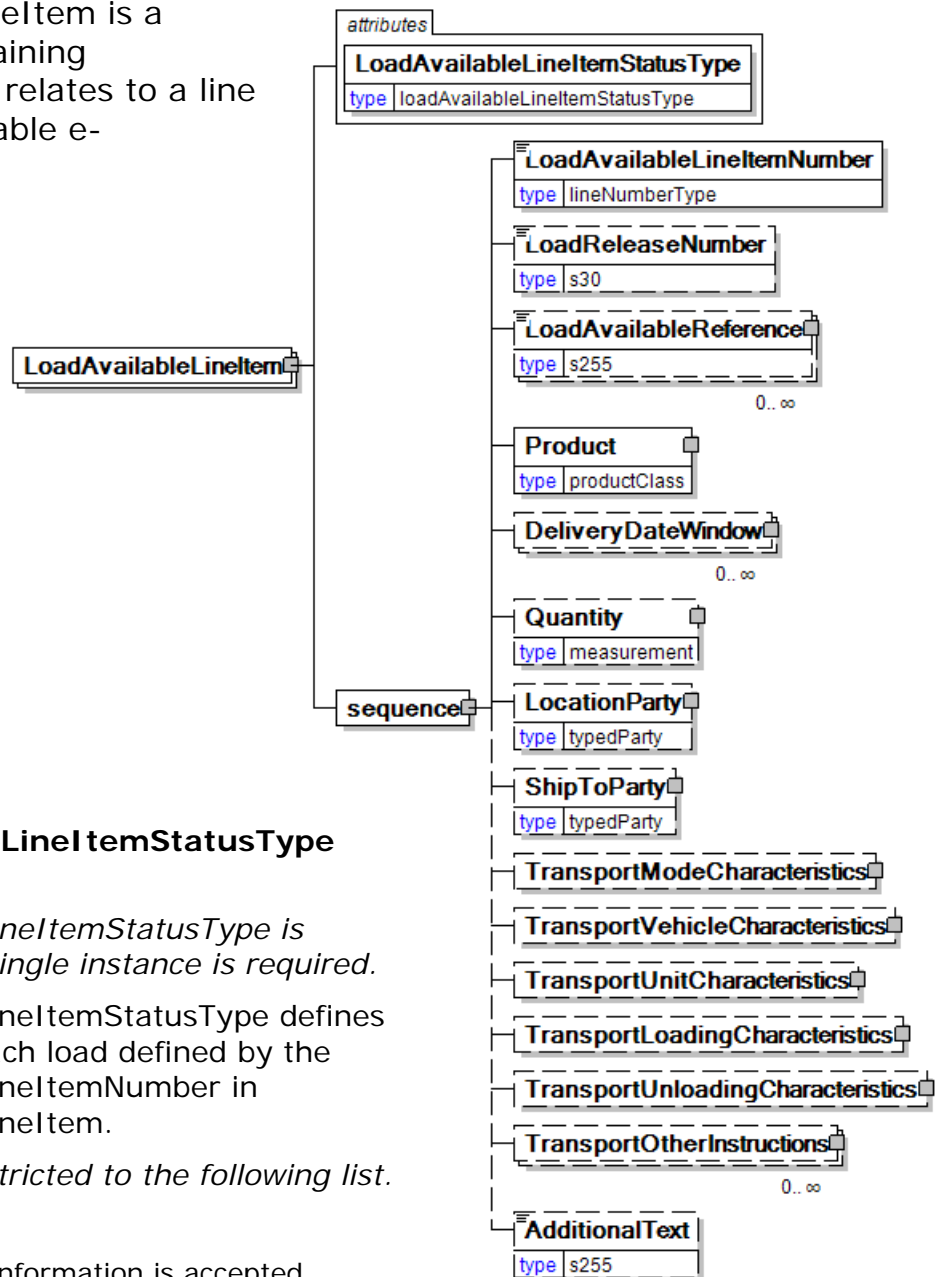 eItem is a
aining
relates to a line
able e-
LineItemStatusType
neItemStatusType is
ingle instance is required.
neItemStatusType defines
ch load defined by the
neItemNumber in
neItem.
tricted to the following list.
nformation is accepted
LoadAvailableLineItem
attributes
LoadAvailableLineItemStatusType
type loadAvailableLineItemStatusType
sequence
LoadAvailableLineItemNumber
type lineNumberType
LoadReleaseNumber
type s30
LoadAvailableReference
type s255
0.. ∞
Product
type productClass
DeliveryDateWindow
0.. ∞
Quantity
type measurement
LocationParty
type typedParty
ShipToParty
type typedParty
TransportModeCharacteristics
TransportVehicleCharacteristics
TransportUnitCharacteristics
TransportLoadingCharacteristics
TransportUnloadingCharacteristics
TransportOtherInstructions
0.. ∞
AdditionalText
type s255